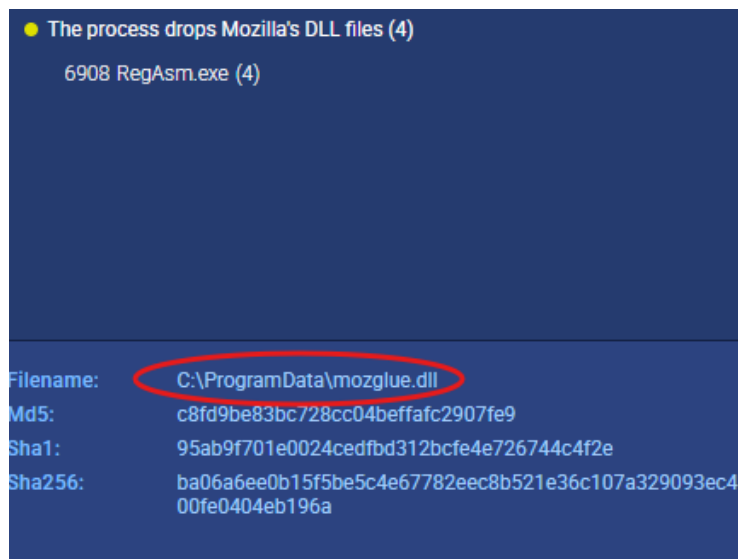 The process drops Mozilla's DLL files (4)
6908 RegAsm.exe (4)
Filename: C:\ProgramData\mozglue.dll
Md5: c8fd9be83bc728cc04beffafc2907fe9
Sha1: 95ab9f701e0024cedfbd312bcfe4e726744c4f2e
Sha256: ba06a6ee0b15f5be5c4e67782eec8b521e36c107a329093ec4
00fe0404eb196a